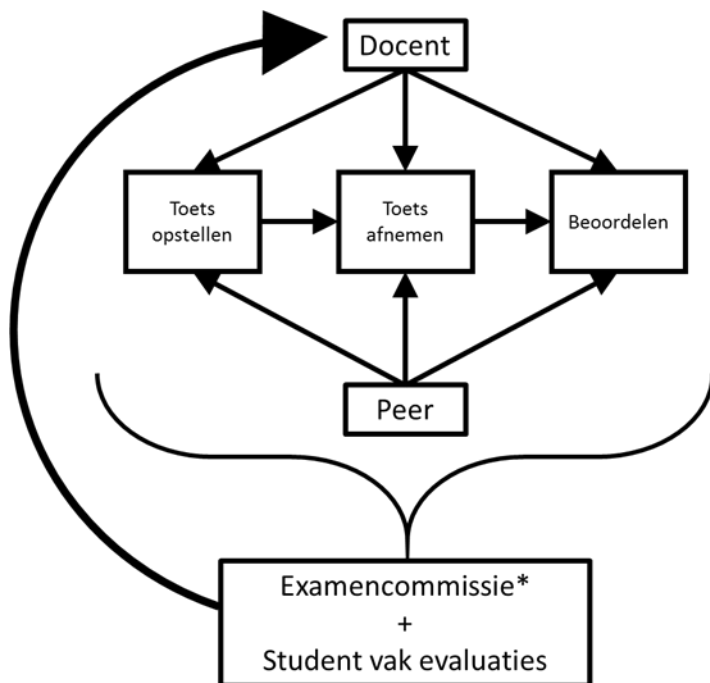 Docent
Toets
opstellen
Toets
afnemen
Beoordelen
Peer
Examencommissie*
+
Student vak evaluaties